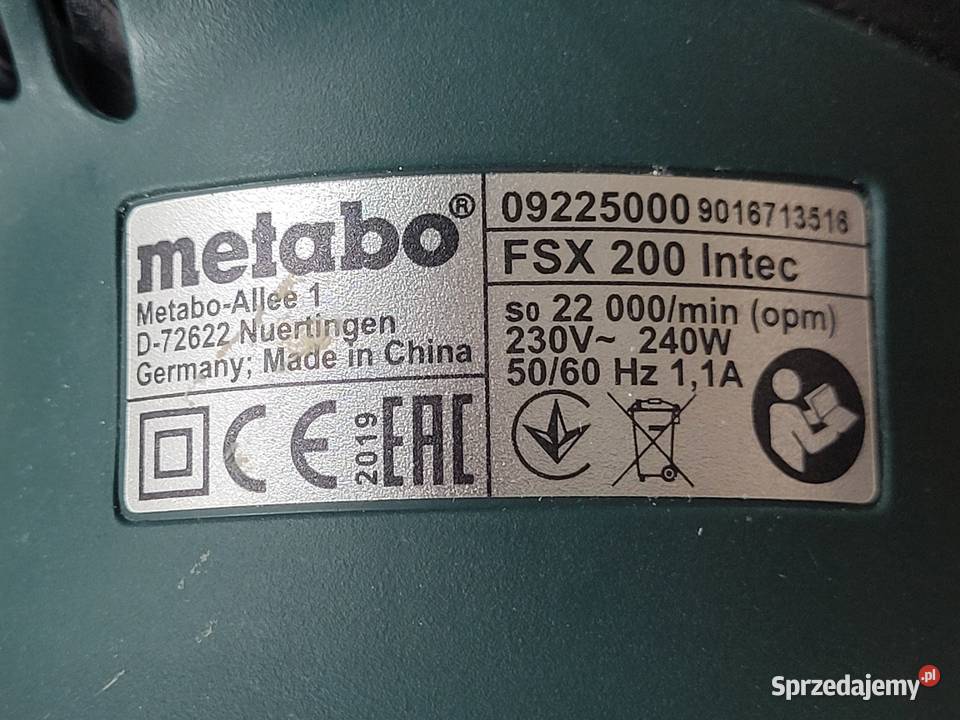 metabo®
Metabo-Allee 1
D-72622 Nuertingen
Germany; Made in China
CE 2019 EAC
09225000 9016713516
FSX 200 Intec
s0 22 000/min (opm)
230V~ 240W
50/60 Hz 1,1A
Sprzedajemy.pl